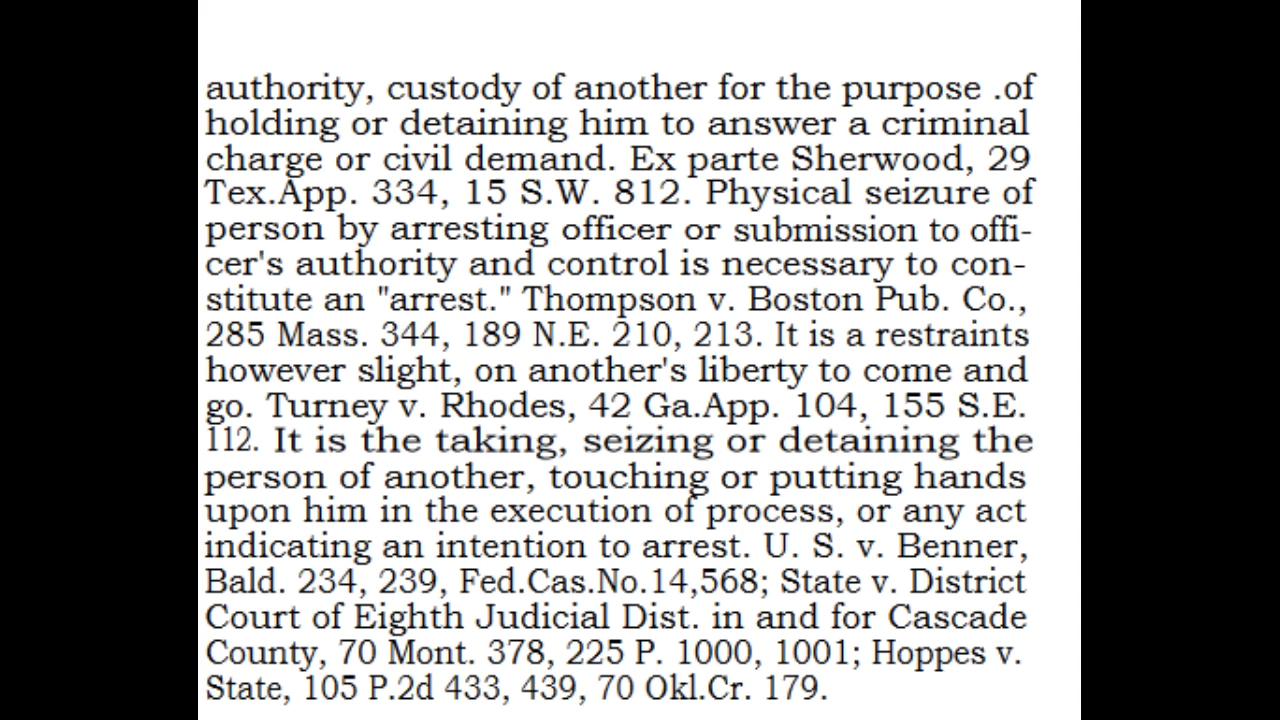 authority, custody of another for the purpose .of
holding or detaining him to answer a criminal
charge or civil demand. Ex parte Sherwood, 29
Tex.App. 334, 15 S.W. 812. Physical seizure of
person by arresting officer or submission to offi-
cer's authority and control is necessary to con-
stitute an "arrest." Thompson v. Boston Pub. Co.,
285 Mass. 344, 189 N.E. 210, 213. It is a restraints
however slight, on another's liberty to come and
go. Turney v. Rhodes, 42 Ga.App. 104, 155 S.E.
112. It is the taking, seizing or detaining the
person of another, touching or putting hands
upon him in the execution of process, or any act
indicating an intention to arrest. U. S. v. Benner,
Bald. 234, 239, Fed.Cas.No.14,568; State v. District
Court of Eighth Judicial Dist. in and for Cascade
County, 70 Mont. 378, 225 P. 1000, 1001; Hoppes v.
State, 105 P.2d 433, 439, 70 Okl.Cr. 179.